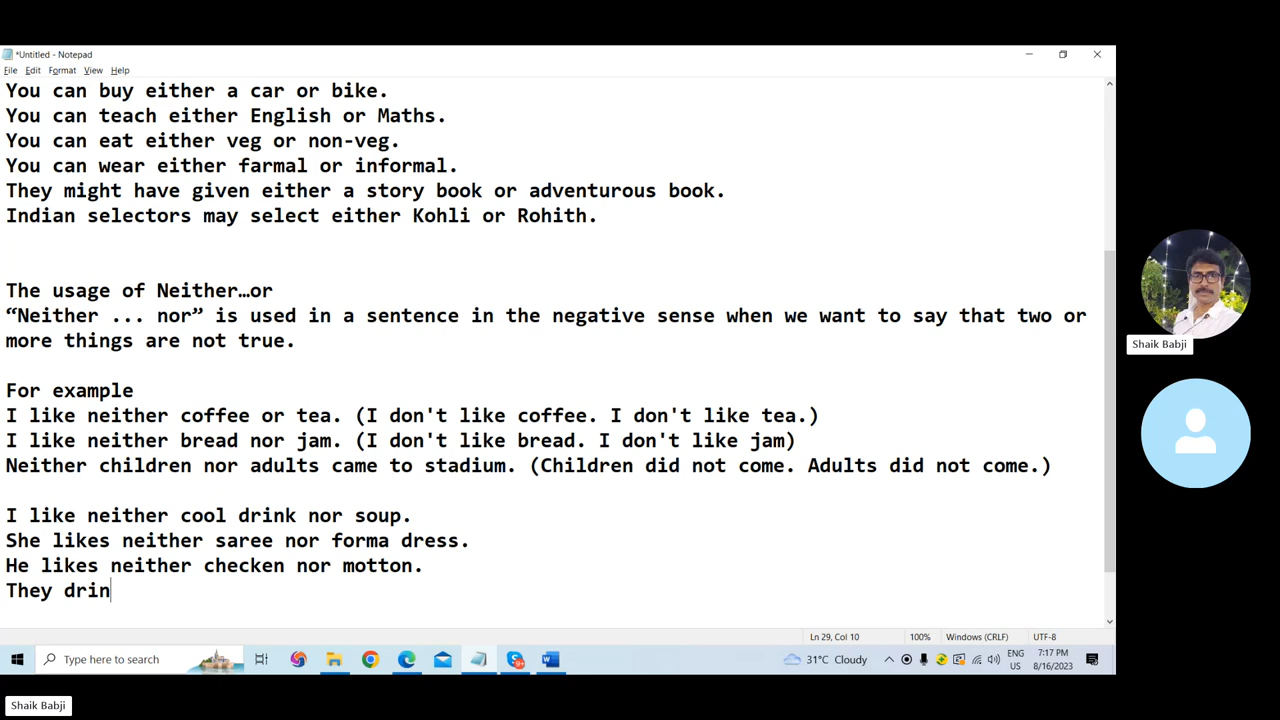 *Untitled - Notepad
File Edit Format View Help
You can buy either a car or bike.
You can teach either English or Maths.
You can eat either veg or non-veg.
You can wear either farmal or informal.
They might have given either a story book or adventurous book.
Indian selectors may select either Kohli or Rohith.
The usage of Neither…or
“Neither ... nor” is used in a sentence in the negative sense when we want to say that two or
more things are not true.
For example
I like neither coffee or tea. (I don't like coffee. I don't like tea.)
I like neither bread nor jam. (I don't like bread. I don't like jam)
Neither children nor adults came to stadium. (Children did not come. Adults did not come.)
I like neither cool drink nor soup.
She likes neither saree nor forma dress.
He likes neither checken nor motton.
They drin
Ln 29, Col 10 100% Windows (CRLF) UTF-8
Type here to search
31°C Cloudy
ENG
US
7:17 PM
8/16/2023
Shaik Babji
Shaik Babji